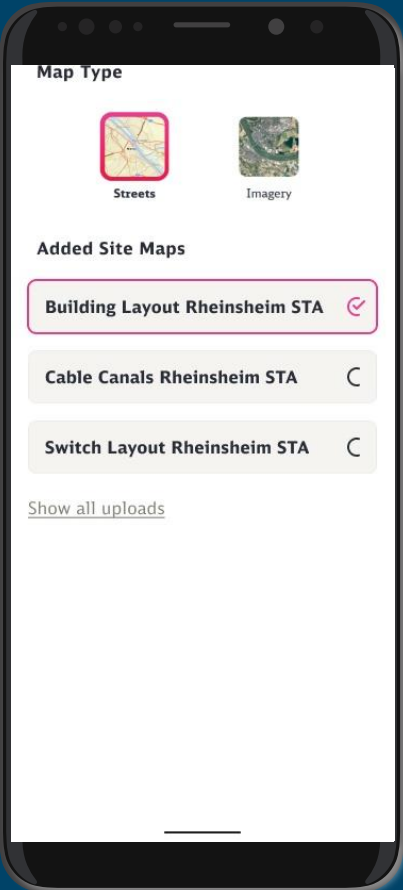 Map Type
Streets
Imagery
Added Site Maps
Building Layout Rheinsheim STA
Cable Canals Rheinsheim STA
Switch Layout Rheinsheim STA
Show all uploads